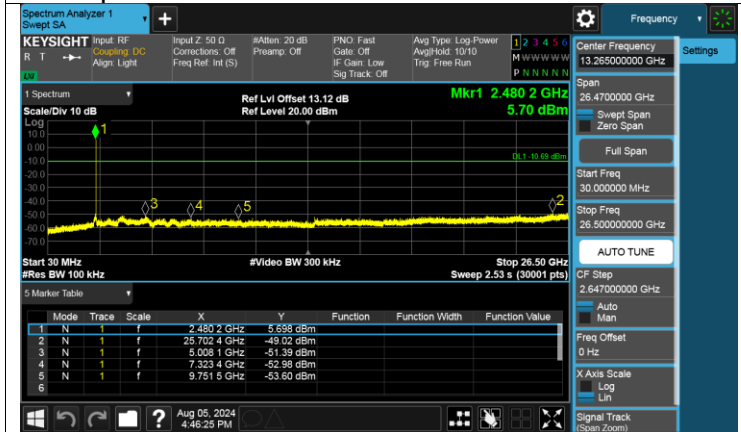 Spectrum Analyzer 1
Swept SA
Frequency
KEYSIGHT
R T
LXI
Input: RF
Coupling: DC
Align: Light
Input Z: 50 Ω
Corrections: Off
Freq Ref: Int (S)
#Atten: 20 dB
Preamp: Off
PNO: Fast
Gate: Off
IF Gain: Low
Sig Track: Off
Avg Type: Log-Power
Avg|Hold: 10/10
Trig: Free Run
1 2 3 4 5 6
M W W W W W
P N N N N N
1 Spectrum
Scale/Div 10 dB
Ref Lvl Offset 13.12 dB
Ref Level 20.00 dBm
Mkr1 2.480 2 GHz
5.70 dBm
Log
10.0
0.00
-10.0
-20.0
-30.0
-40.0
-50.0
-60.0
-70.0
1
2
3
4
5
DL1 -10.69 dBm
Start 30 MHz
#Video BW 300 kHz
Stop 26.50 GHz
#Res BW 100 kHz
Sweep 2.53 s (30001 pts)
5 Marker Table
Mode Trace Scale X Y Function Function Width Function Value
1 N 1 f 2.480 2 GHz 5.698 dBm
2 N 1 f 25.702 4 GHz -49.02 dBm
3 N 1 f 5.008 1 GHz -51.39 dBm
4 N 1 f 7.323 4 GHz -52.98 dBm
5 N 1 f 9.751 5 GHz -53.60 dBm
6
Aug 05, 2024
4:46:25 PM
Center Frequency
13.265000000 GHz
Span
26.4700000 GHz
Swept Span
Zero Span
Full Span
Start Freq
30.000000 MHz
Stop Freq
26.500000000 GHz
AUTO TUNE
CF Step
2.647000000 GHz
Auto
Man
Freq Offset
0 Hz
X Axis Scale
Log
Lin
Signal Track
(Span Zoom)
Settings